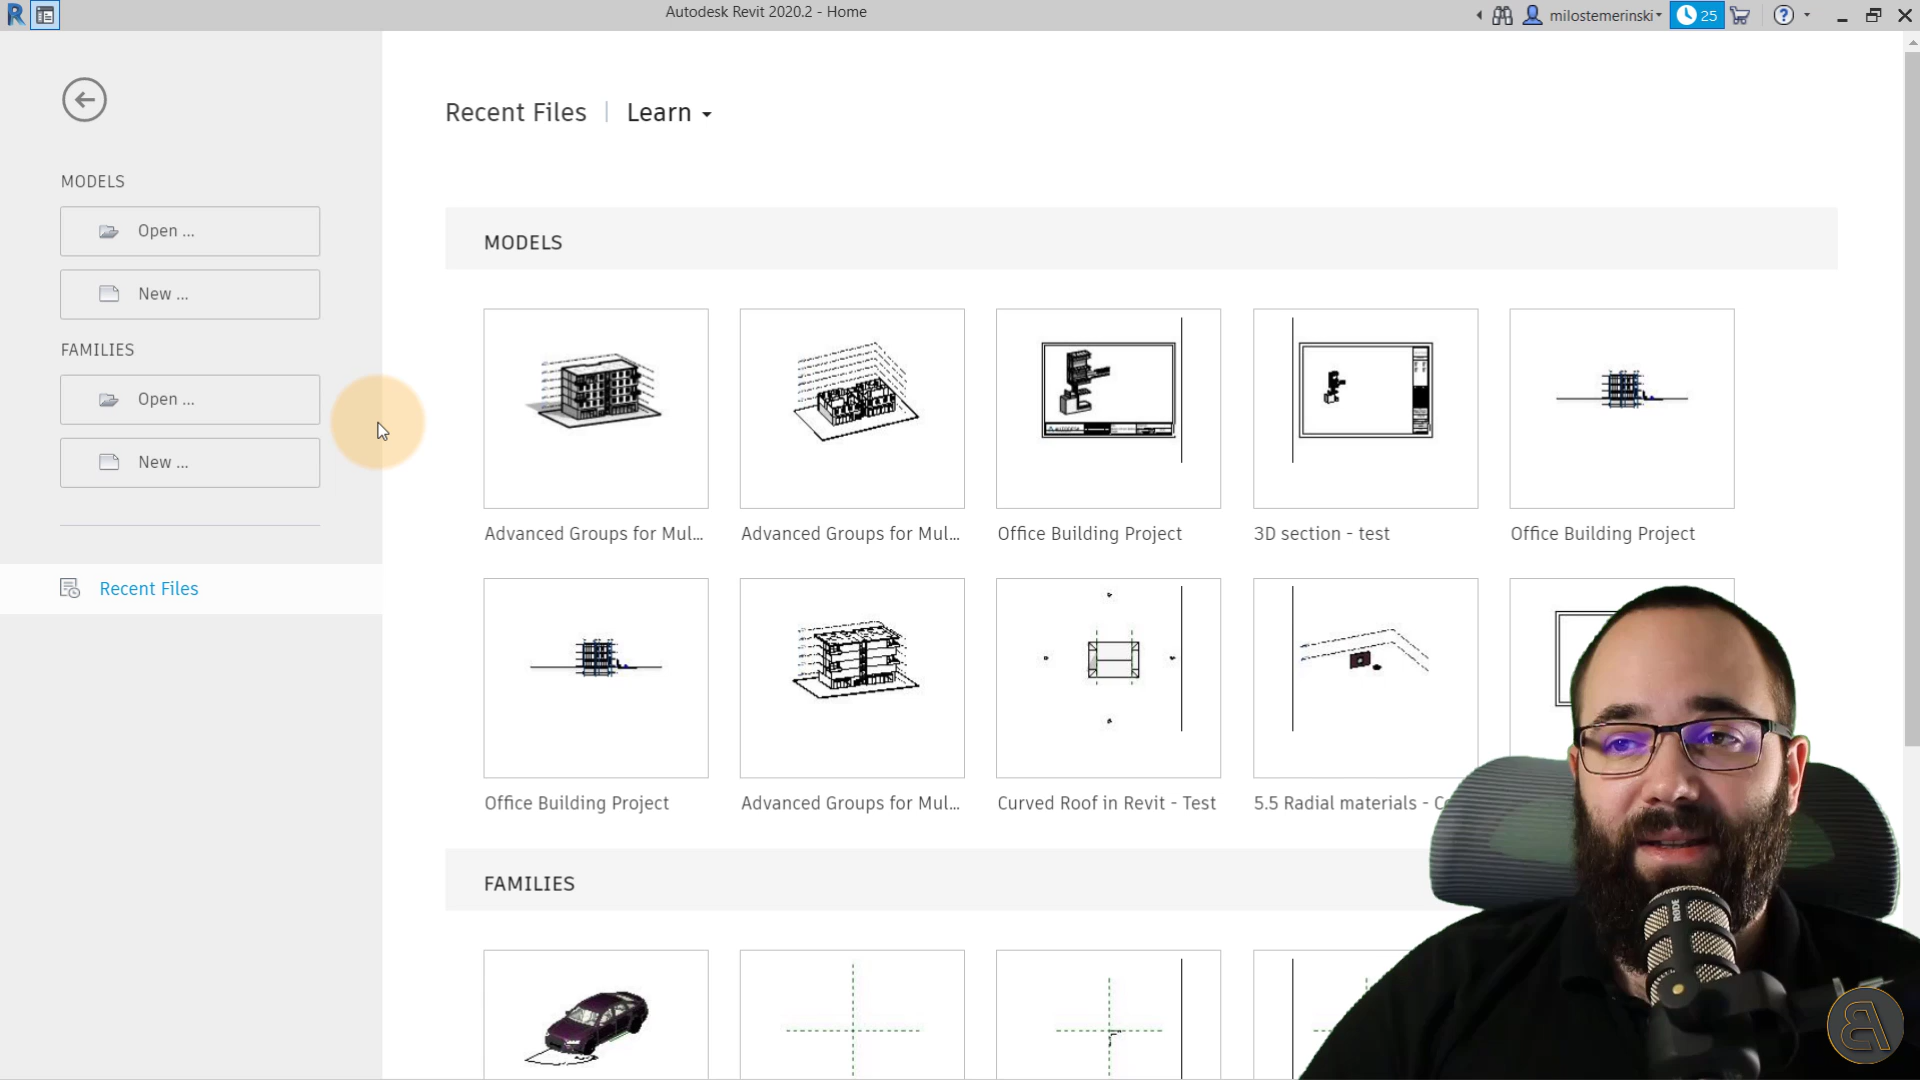 Autodesk Revit 2020.2 - Home
milostemerinski
25
Recent Files
Learn
MODELS
Open ...
New ...
FAMILIES
Open ...
New ...
Recent Files
MODELS
Advanced Groups for Mul...
Advanced Groups for Mul...
Office Building Project
3D section - test
Office Building Project
Office Building Project
Advanced Groups for Mul...
Curved Roof in Revit - Test
5.5 Radial materials - C
FAMILIES
RØDE